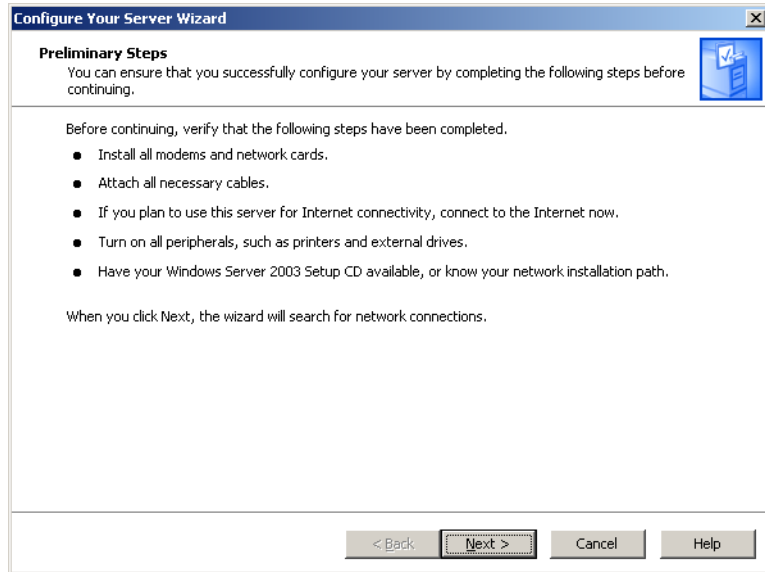 Configure Your Server Wizard
Preliminary Steps
You can ensure that you successfully configure your server by completing the following steps before
continuing.
Before continuing, verify that the following steps have been completed.
● Install all modems and network cards.
● Attach all necessary cables.
● If you plan to use this server for Internet connectivity, connect to the Internet now.
● Turn on all peripherals, such as printers and external drives.
● Have your Windows Server 2003 Setup CD available, or know your network installation path.
When you click Next, the wizard will search for network connections.
< Back Next > Cancel Help